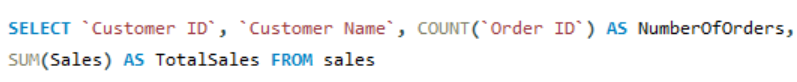 SELECT `Customer ID`, `Customer Name`, COUNT(`Order ID`) AS NumberOfOrders,
SUM(Sales) AS TotalSales FROM sales